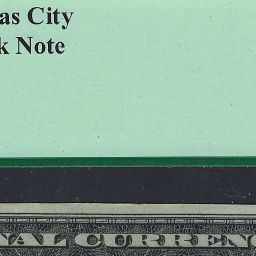 as City
k Note
NAL CURRENC